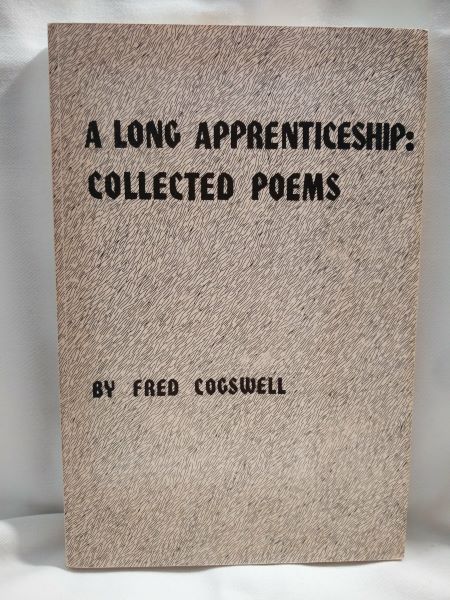 A LONG APPRENTICESHIP:
COLLECTED POEMS
BY FRED COGSWELL